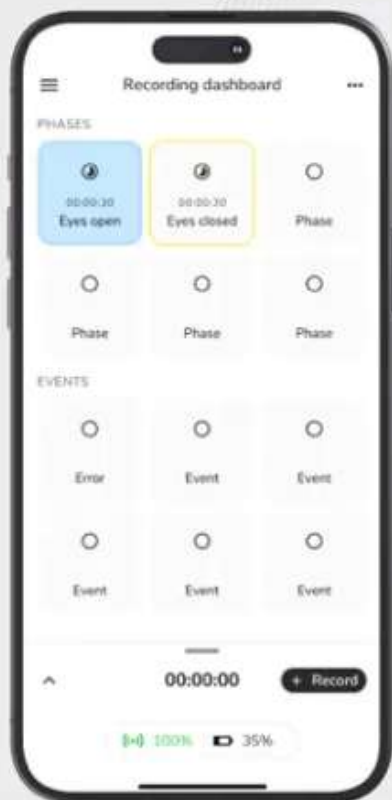 Recording dashboard
PHASES
00:00:30
Eyes open
00:00:30
Eyes closed
Phase
Phase
Phase
Phase
EVENTS
Error
Event
Event
Event
Event
Event
00:00:00
+ Record
100%
35%